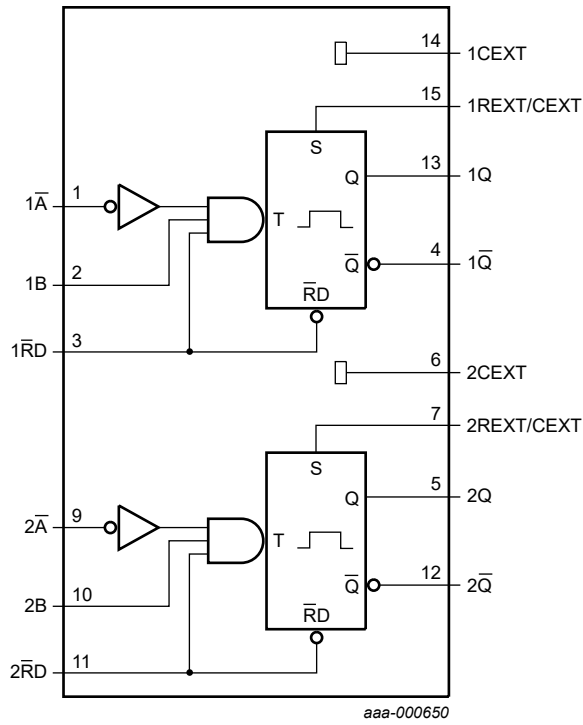 14 1CEXT
15 1REXT/CEXT
S
Q 13 1Q
1A̅ 1
T
2 1B
Q̅ 4 1Q̅
R̅D
1R̅D 3
6 2CEXT
7 2REXT/CEXT
S
Q 5 2Q
2A̅ 9
T
2B 10
Q̅ 12 2Q̅
R̅D
2R̅D 11
aaa-000650